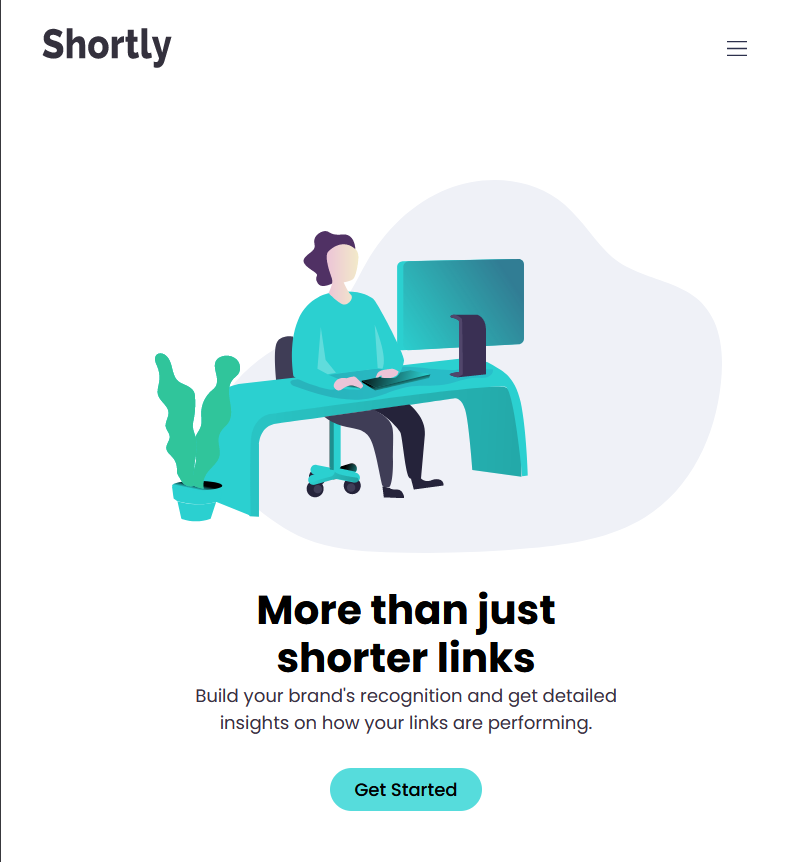 Shortly
More than just
shorter links
Build your brand's recognition and get detailed
insights on how your links are performing.
Get Started